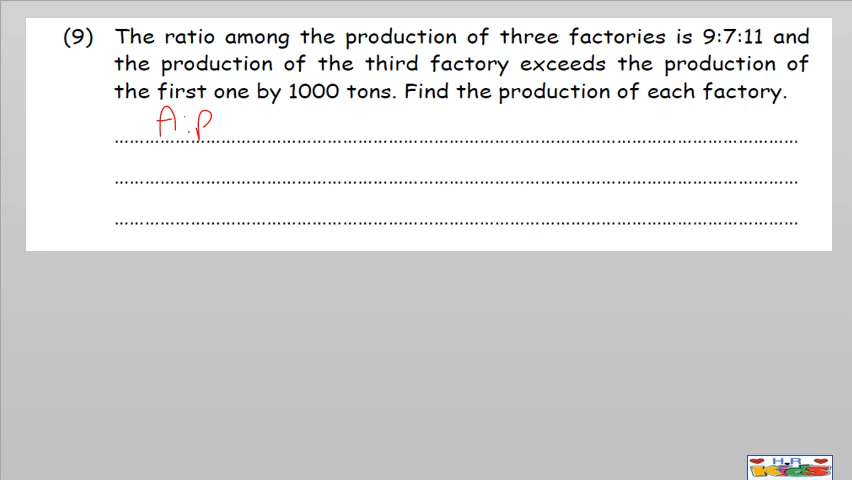 (9) The ratio among the production of three factories is 9:7:11 and
the production of the third factory exceeds the production of
the first one by 1000 tons. Find the production of each factory.
A:P
H.R
KiDS